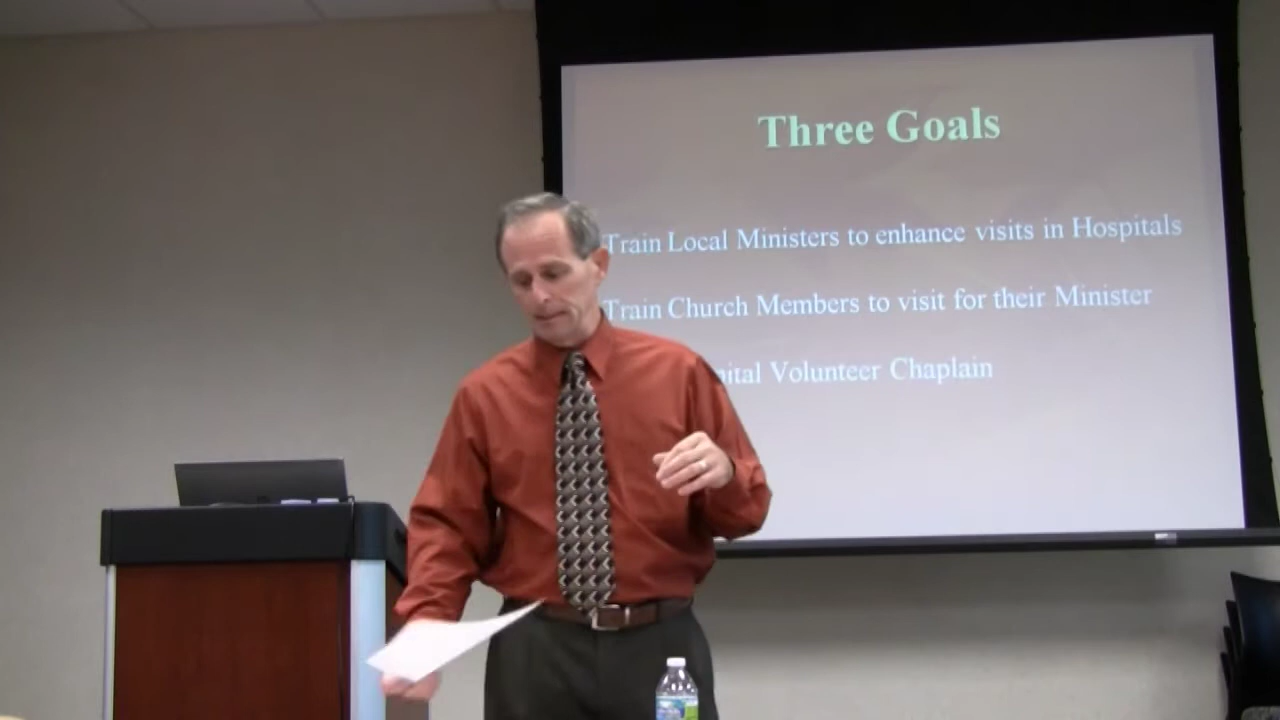 Three Goals
Train Local Ministers to enhance visits in Hospitals
Train Church Members to visit for their Minister
Volunteer Chaplain